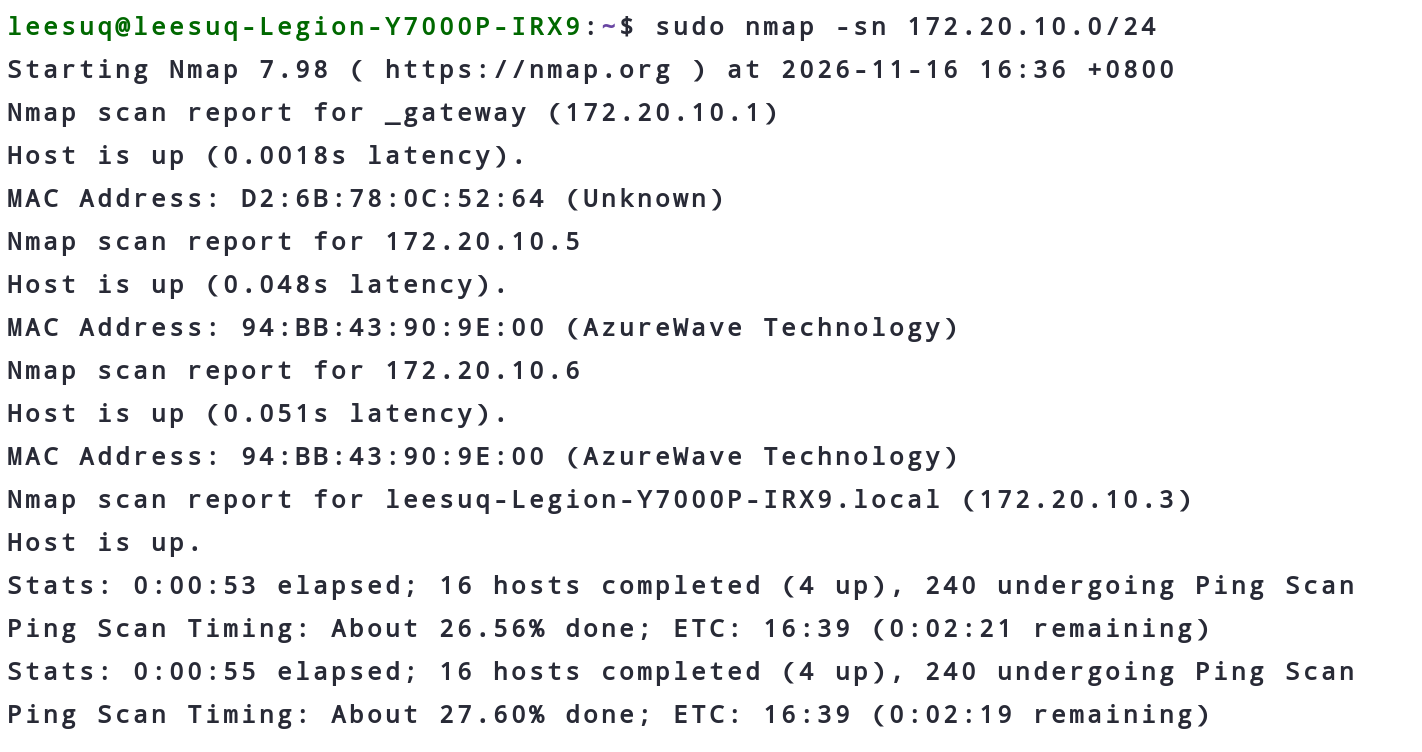 leesuq@leesuq-Legion-Y7000P-IRX9:~$ sudo nmap -sn 172.20.10.0/24
Starting Nmap 7.98 ( https://nmap.org ) at 2026-11-16 16:36 +0800
Nmap scan report for _gateway (172.20.10.1)
Host is up (0.0018s latency).
MAC Address: D2:6B:78:0C:52:64 (Unknown)
Nmap scan report for 172.20.10.5
Host is up (0.048s latency).
MAC Address: 94:BB:43:90:9E:00 (AzureWave Technology)
Nmap scan report for 172.20.10.6
Host is up (0.051s latency).
MAC Address: 94:BB:43:90:9E:00 (AzureWave Technology)
Nmap scan report for leesuq-Legion-Y7000P-IRX9.local (172.20.10.3)
Host is up.
Stats: 0:00:53 elapsed; 16 hosts completed (4 up), 240 undergoing Ping Scan
Ping Scan Timing: About 26.56% done; ETC: 16:39 (0:02:21 remaining)
Stats: 0:00:55 elapsed; 16 hosts completed (4 up), 240 undergoing Ping Scan
Ping Scan Timing: About 27.60% done; ETC: 16:39 (0:02:19 remaining)